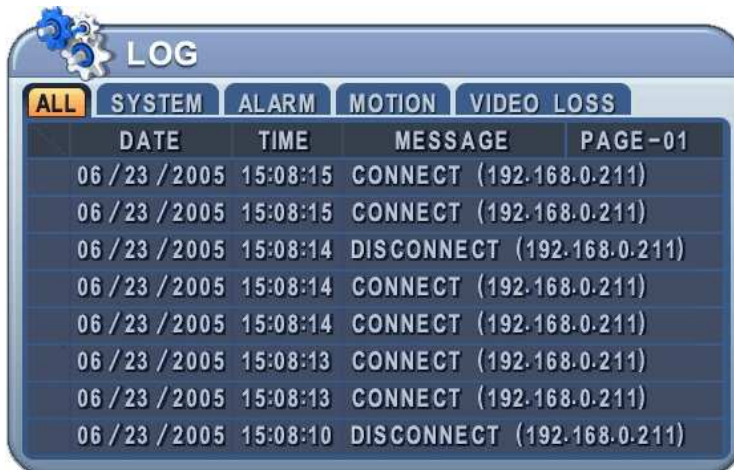 LOG
ALL SYSTEM ALARM MOTION VIDEO LOSS
DATE TIME MESSAGE PAGE-01
06/23/2005 15:08:15 CONNECT (192.168.0.211)
06/23/2005 15:08:15 CONNECT (192.168.0.211)
06/23/2005 15:08:14 DISCONNECT (192.168.0.211)
06/23/2005 15:08:14 CONNECT (192.168.0.211)
06/23/2005 15:08:14 CONNECT (192.168.0.211)
06/23/2005 15:08:13 CONNECT (192.168.0.211)
06/23/2005 15:08:13 CONNECT (192.168.0.211)
06/23/2005 15:08:10 DISCONNECT (192.168.0.211)